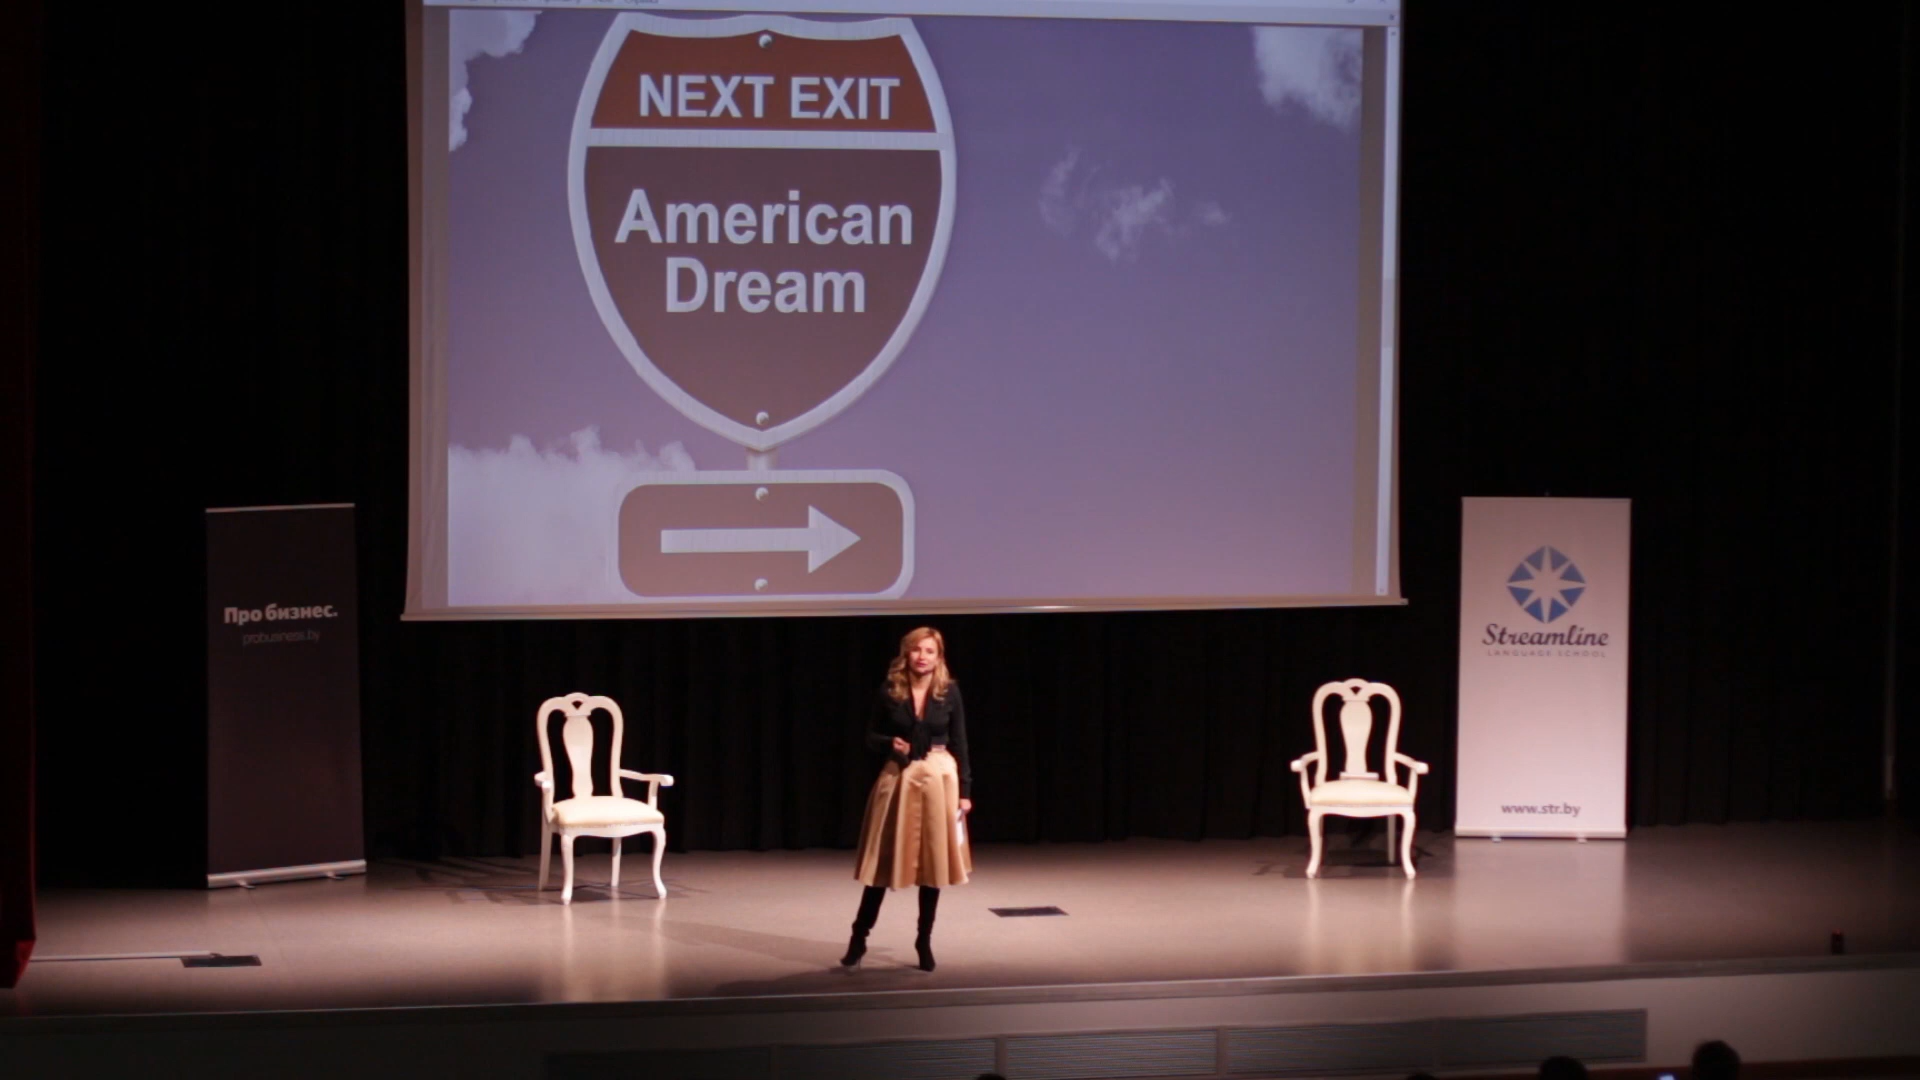 NEXT EXIT
American
Dream
Про бизнес.
probusiness.by
Streamline
LANGUAGE SCHOOL
www.str.by